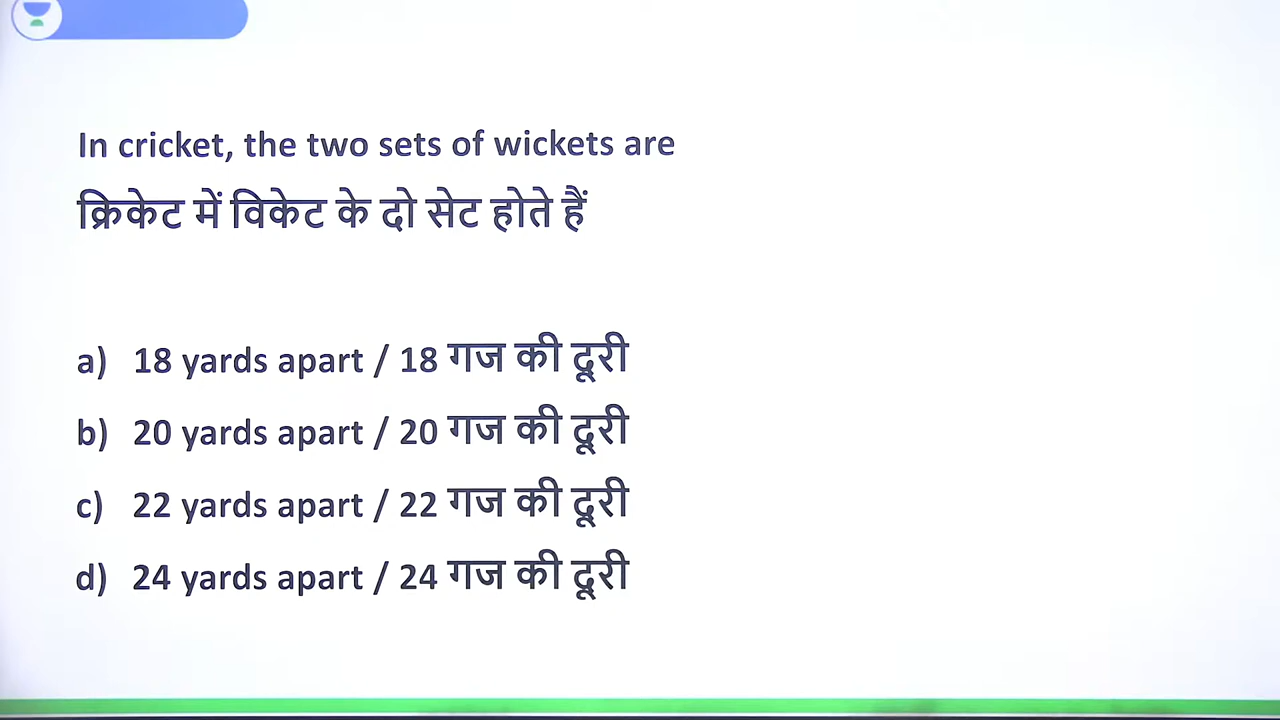 In cricket, the two sets of wickets are
क्रिकेट में विकेट के दो सेट होते हैं
a) 18 yards apart / 18 गज की दूरी
b) 20 yards apart / 20 गज की दूरी
c) 22 yards apart / 22 गज की दूरी
d) 24 yards apart / 24 गज की दूरी